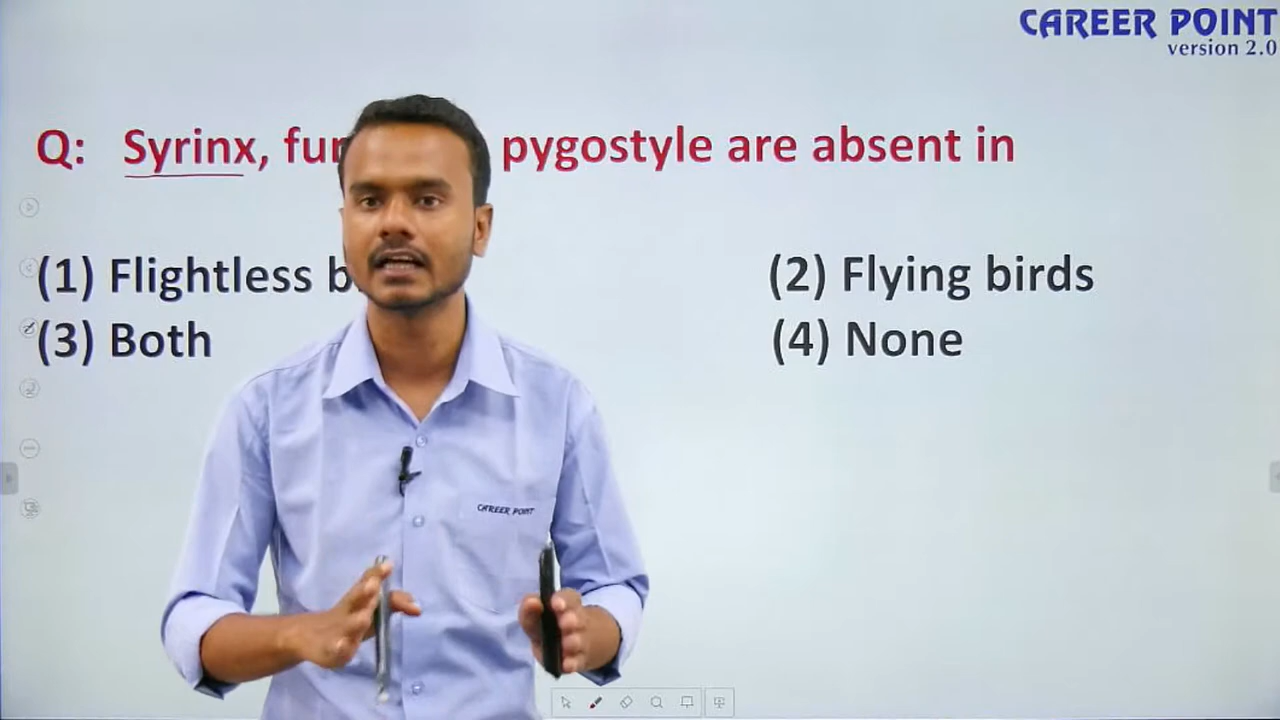 CAREER POINT
version 2.0
Q: Syrinx, pygostyle are absent in
(1) Flightless
(2) Flying birds
(3) Both
(4) None
CAREER POINT